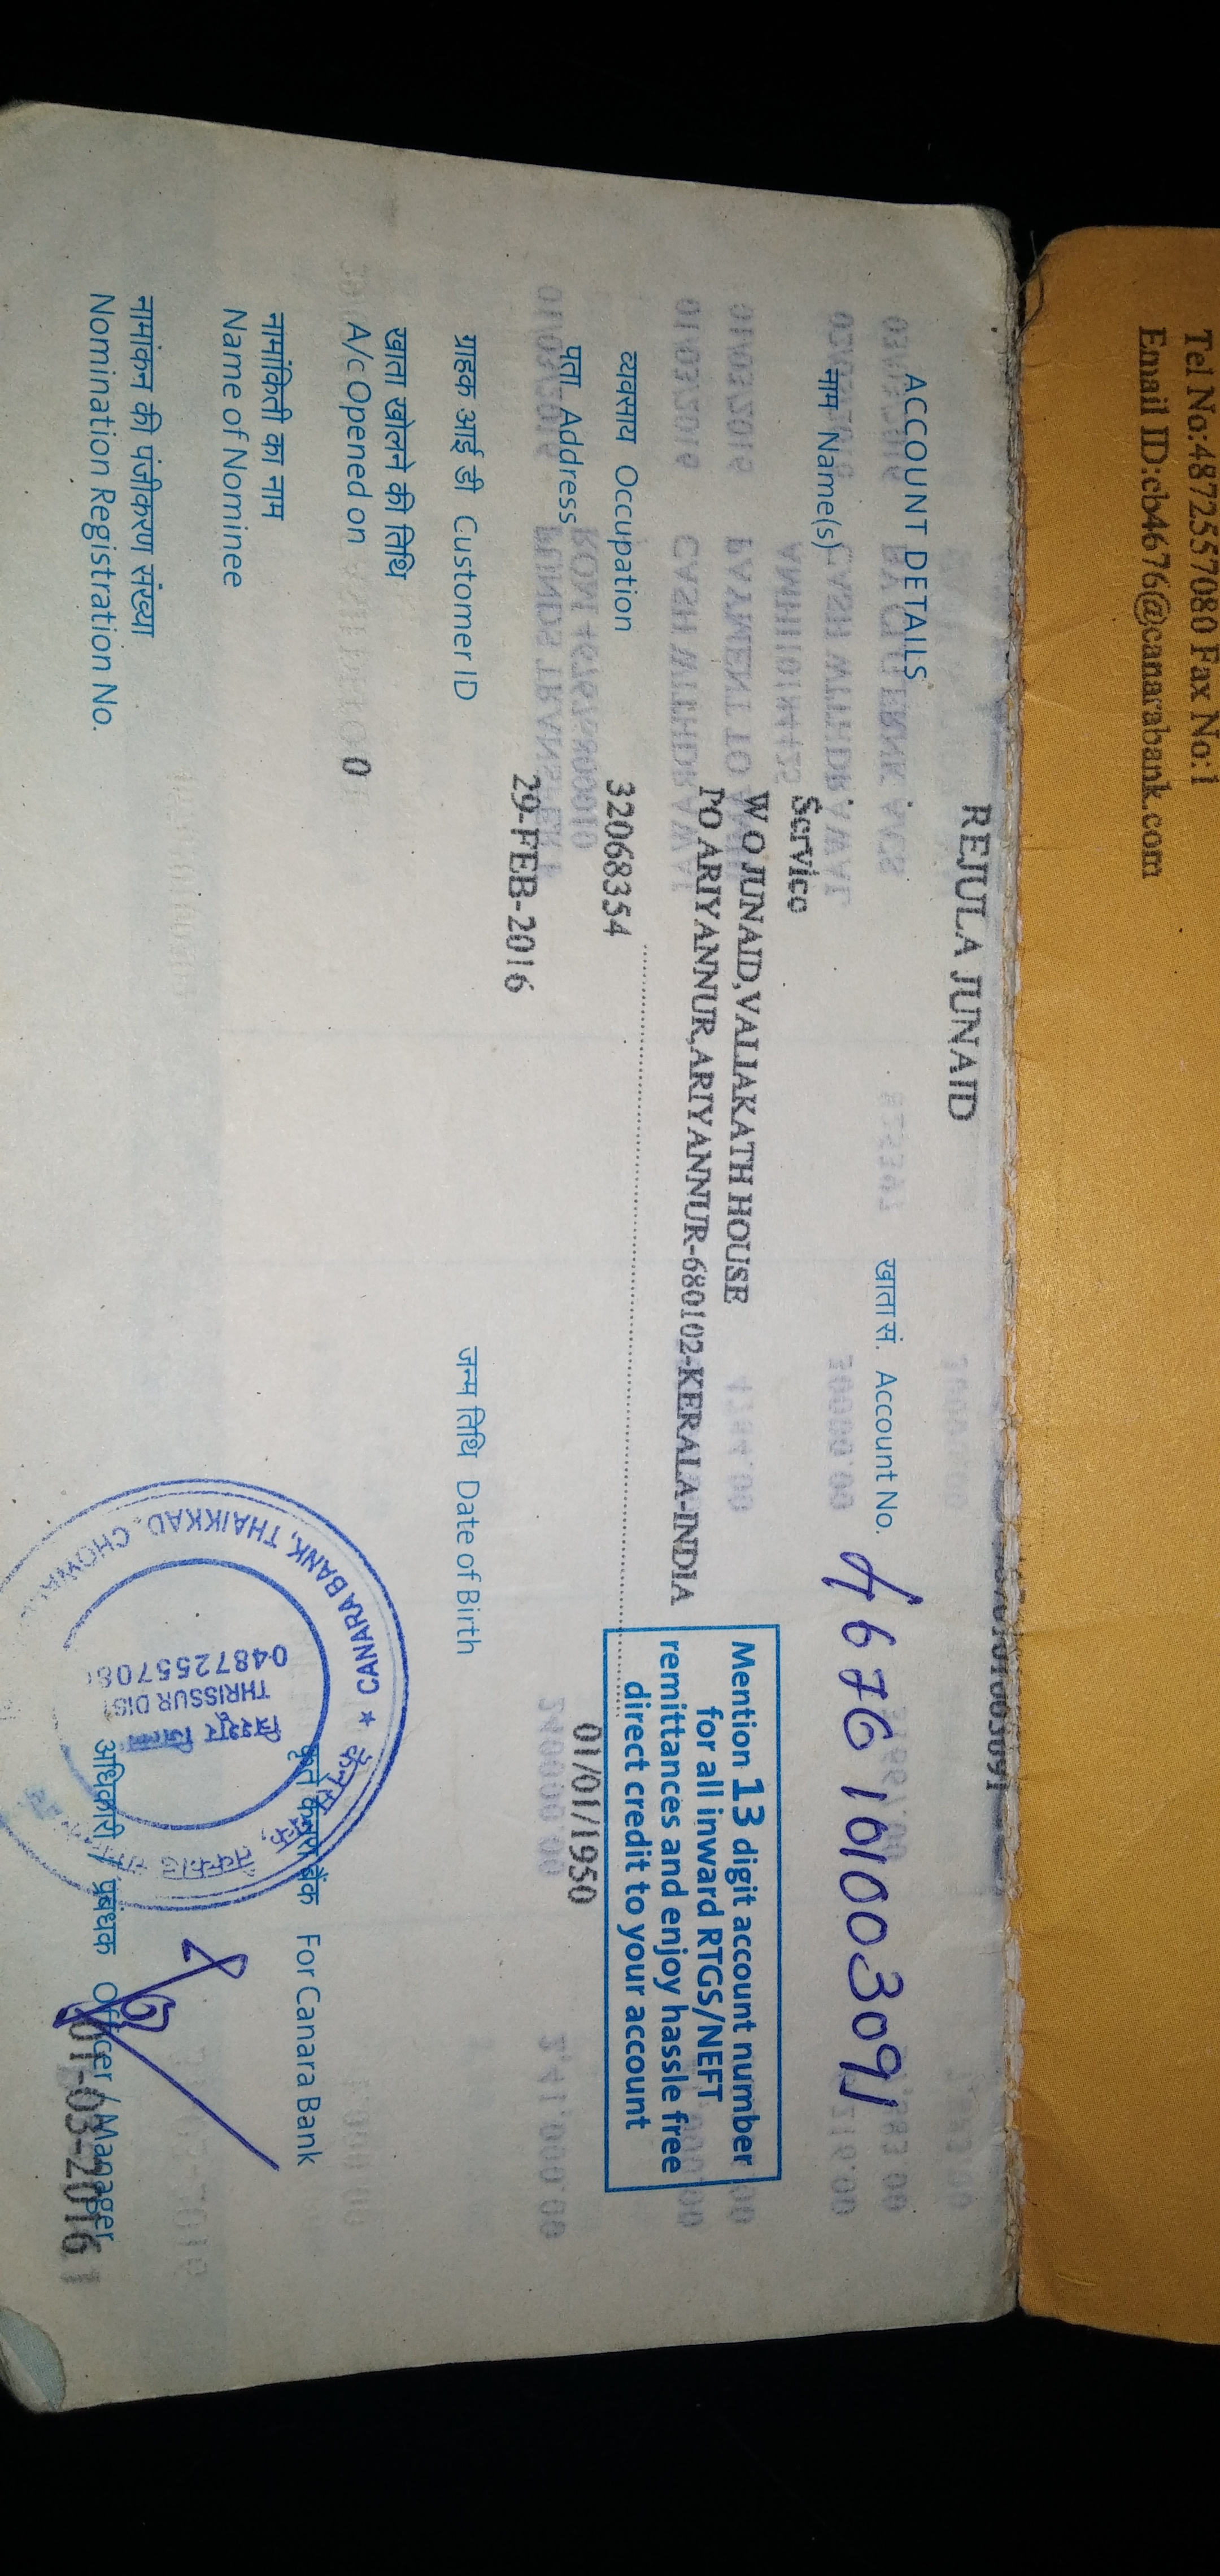 Tel No:4872557080 Fax No:1
Email ID:cb4676@canarabank.com
REJULA JUNAID
ACCOUNT DETAILS
खाता सं. Account No. 4676101003091
नाम Name(s)
Service
W O JUNAID,VALIAKATH HOUSE
PO ARIYANNUR,ARIYANNUR-680102-KERALA-INDIA
व्यवसाय Occupation
पता Address
32068354
29-FEB-2016
Mention 13 digit account number
for all inward RTGS/NEFT
remittances and enjoy hassle free
direct credit to your account
01/01/1950
ग्राहक आई डी Customer ID
जन्म तिथि Date of Birth
खाता खोलने की तिथि
A/c Opened on
0
नामांकिती का नाम
Name of Nominee
कृते केनरा बैंक For Canara Bank
नामांकन की पंजीकरण संख्या
Nomination Registration No.
अधिकारी / प्रबंधक Officer / Manager
01-03-2016
CANARA BANK, THAIKKAD, 
त्रिश्शूर जिला
THRISSUR DIST
0487255708